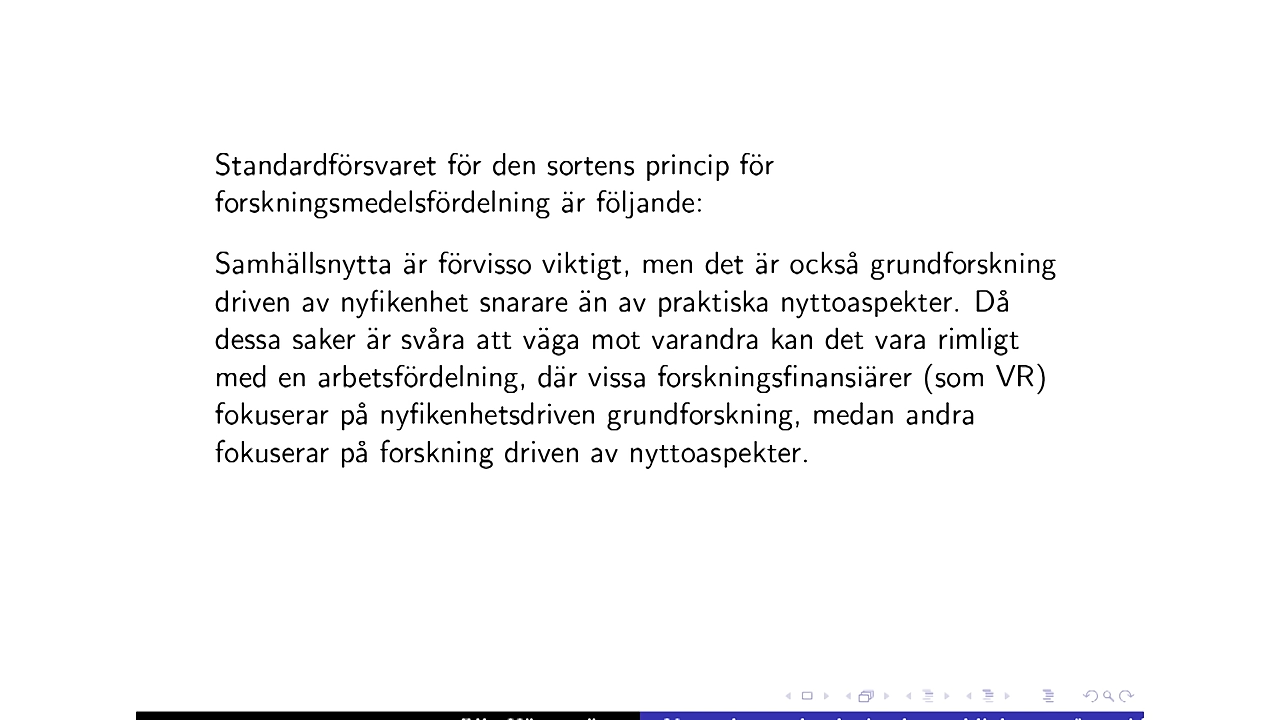 Standardförsvaret för den sortens princip för
forskningsmedelsfördelning är följande:
Samhällsnytta är förvisso viktigt, men det är också grundforskning
driven av nyfikenhet snarare än av praktiska nyttoaspekter. Då
dessa saker är svåra att väga mot varandra kan det vara rimligt
med en arbetsfördelning, där vissa forskningsfinansiärer (som VR)
fokuserar på nyfikenhetsdriven grundforskning, medan andra
fokuserar på forskning driven av nyttoaspekter.